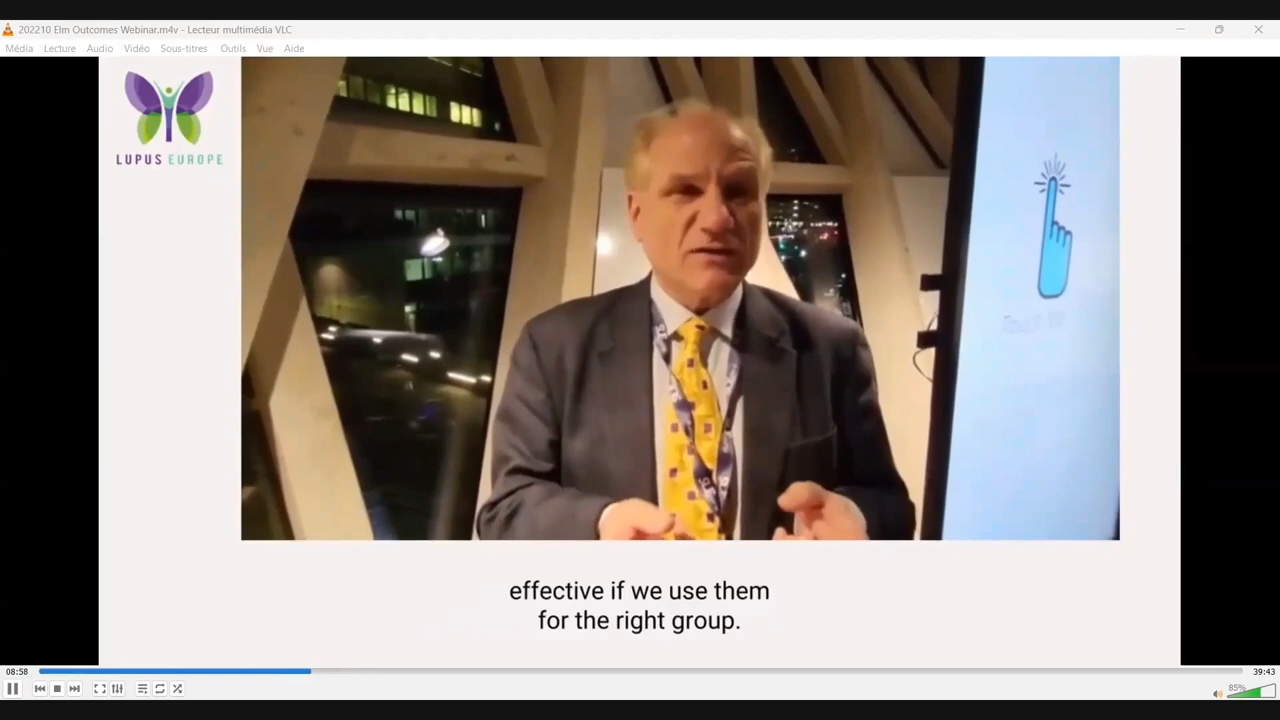 202210 Elm Outcomes Webinar.m4v - Lecteur multimédia VLC
Média Lecture Audio Vidéo Sous-titres Outils Vue Aide
LUPUS EUROPE
effective if we use them
for the right group.
08:58
39:43
85%